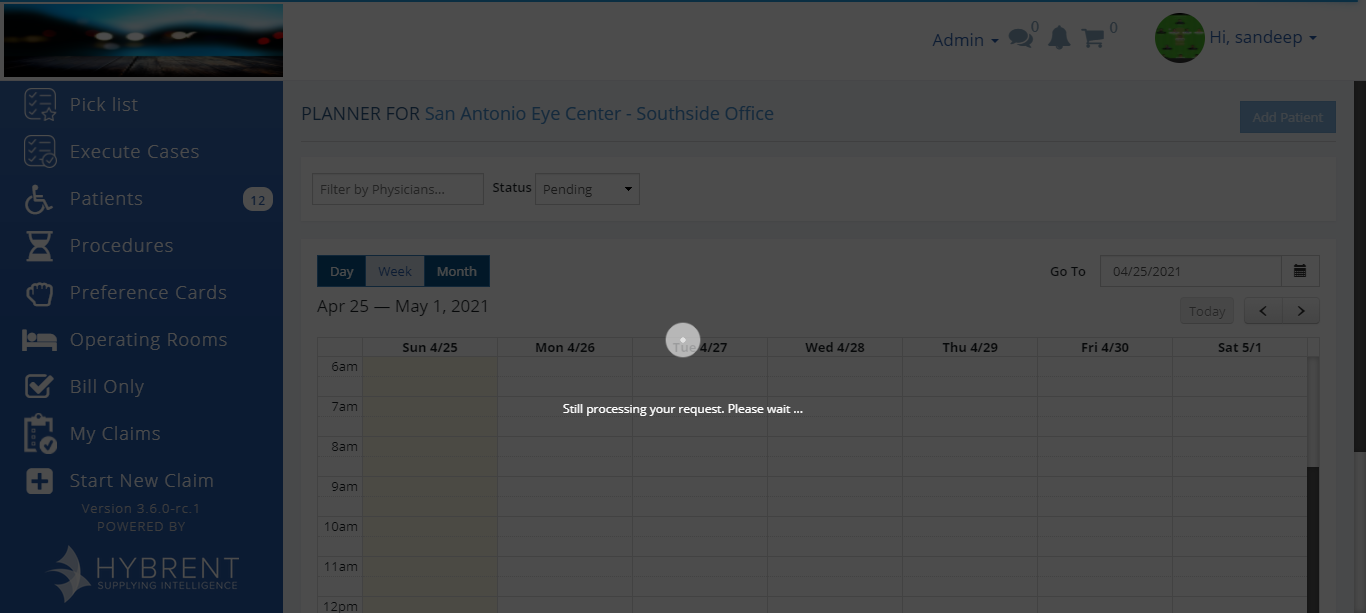 Admin
0
0
Hi, sandeep
Pick list
Execute Cases
Patients 12
Procedures
Preference Cards
Operating Rooms
Bill Only
My Claims
Start New Claim
Version 3.6.0-rc.1
POWERED BY
HYBRENT
SUPPLYING INTELLIGENCE
PLANNER FOR San Antonio Eye Center - Southside Office
Add Patient
Filter by Physicians...
Status Pending
Day Week Month
Go To 04/25/2021
Apr 25 — May 1, 2021
Today
Sun 4/25 Mon 4/26 Tue 4/27 Wed 4/28 Thu 4/29 Fri 4/30 Sat 5/1
6am
7am
Still processing your request. Please wait ...
8am
9am
10am
11am
12pm